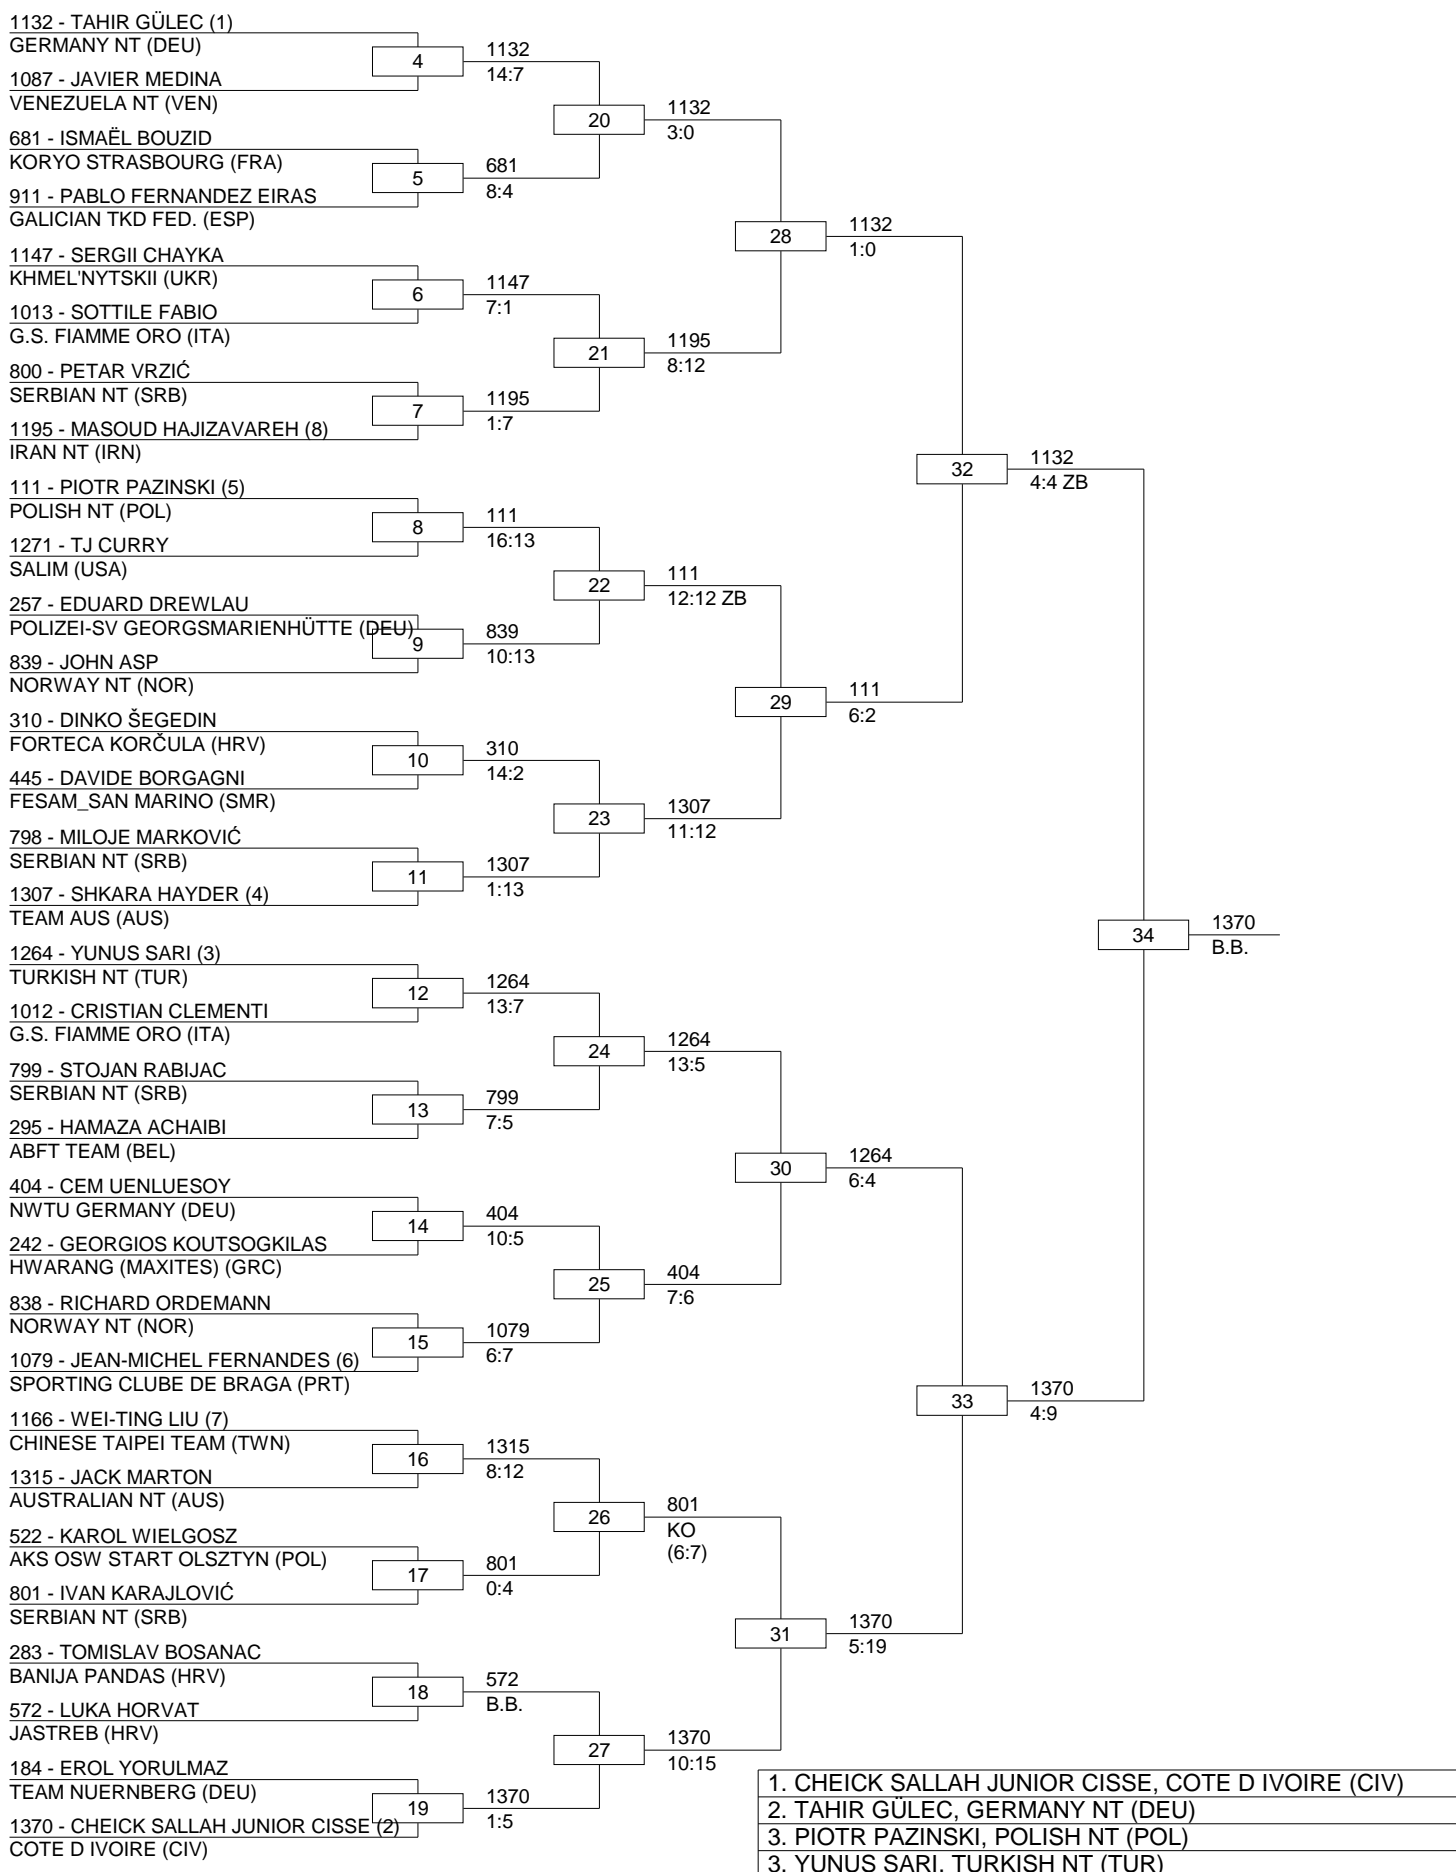 1132 - TAHIR GÜLEC (1)
GERMANY NT (DEU)
1087 - JAVIER MEDINA
VENEZUELA NT (VEN)
681 - ISMAËL BOUZID
KORYO STRASBOURG (FRA)
911 - PABLO FERNANDEZ EIRAS
GALICIAN TKD FED. (ESP)
1147 - SERGII CHAYKA
KHMEL'NYTSKII (UKR)
1013 - SOTTILE FABIO
G.S. FIAMME ORO (ITA)
800 - PETAR VRZIĆ
SERBIAN NT (SRB)
1195 - MASOUD HAJIZAVAREH (8)
IRAN NT (IRN)
111 - PIOTR PAZINSKI (5)
POLISH NT (POL)
1271 - TJ CURRY
SALIM (USA)
257 - EDUARD DREWLAU
POLIZEI-SV GEORGSMARIENHÜTTE (DEU)
839 - JOHN ASP
NORWAY NT (NOR)
310 - DINKO ŠEGEDIN
FORTECA KORČULA (HRV)
445 - DAVIDE BORGAGNI
FESAM_SAN MARINO (SMR)
798 - MILOJE MARKOVIĆ
SERBIAN NT (SRB)
1307 - SHKARA HAYDER (4)
TEAM AUS (AUS)
1264 - YUNUS SARI (3)
TURKISH NT (TUR)
1012 - CRISTIAN CLEMENTI
G.S. FIAMME ORO (ITA)
799 - STOJAN RABIJAC
SERBIAN NT (SRB)
295 - HAMAZA ACHAIBI
ABFT TEAM (BEL)
404 - CEM UENLUESOY
NWTU GERMANY (DEU)
242 - GEORGIOS KOUTSOGKILAS
HWARANG (MAXITES) (GRC)
838 - RICHARD ORDEMANN
NORWAY NT (NOR)
1079 - JEAN-MICHEL FERNANDES (6)
SPORTING CLUBE DE BRAGA (PRT)
1166 - WEI-TING LIU (7)
CHINESE TAIPEI TEAM (TWN)
1315 - JACK MARTON
AUSTRALIAN NT (AUS)
522 - KAROL WIELGOSZ
AKS OSW START OLSZTYN (POL)
801 - IVAN KARAJLOVIĆ
SERBIAN NT (SRB)
283 - TOMISLAV BOSANAC
BANIJA PANDAS (HRV)
572 - LUKA HORVAT
JASTREB (HRV)
184 - EROL YORULMAZ
TEAM NUERNBERG (DEU)
1370 - CHEICK SALLAH JUNIOR CISSE (2)
COTE D IVOIRE (CIV)
4
1132
14:7
5
681
8:4
6
1147
7:1
7
1195
1:7
8
111
16:13
9
839
10:13
10
310
14:2
11
1307
1:13
12
1264
13:7
13
799
7:5
14
404
10:5
15
1079
6:7
16
1315
8:12
17
801
0:4
18
572
B.B.
19
1370
1:5
20
1132
3:0
21
1195
8:12
22
111
12:12 ZB
23
1307
11:12
24
1264
13:5
25
404
7:6
26
801
KO
(6:7)
27
1370
10:15
28
1132
1:0
29
111
6:2
30
1264
6:4
31
1370
5:19
32
1132
4:4 ZB
33
1370
4:9
34
1370
B.B.
1. CHEICK SALLAH JUNIOR CISSE, COTE D IVOIRE (CIV)
2. TAHIR GÜLEC, GERMANY NT (DEU)
3. PIOTR PAZINSKI, POLISH NT (POL)
3. YUNUS SARI, TURKISH NT (TUR)